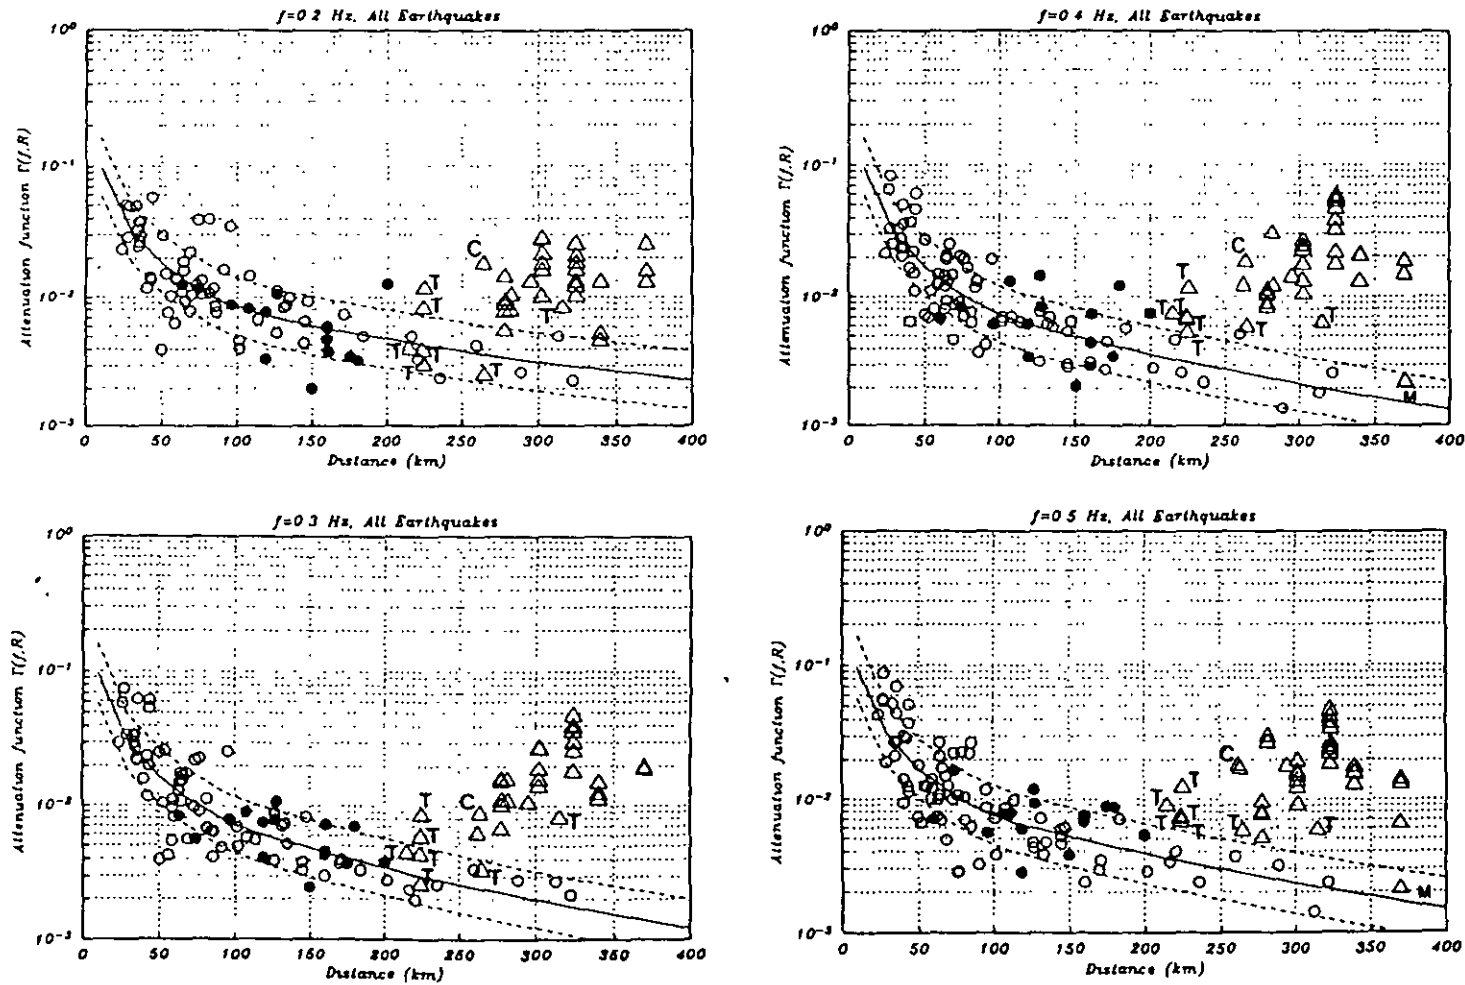 f=0 2 Hz, All Earthquakes
10⁰
10⁻¹
10⁻²
10⁻³
Attenuation function Γ(f,R)
C
T
T
T
T
T
T
T
0 50 100 150 200 250 300 350 400
Distance (km)
f=0 4 Hz, All Earthquakes
10⁰
10⁻¹
10⁻²
10⁻³
Attenuation function Γ(f,R)
C
T
T
T
T
T
T
M
0 50 100 150 200 250 300 350 400
Distance (km)
f=0 3 Hz, All Earthquakes
10⁰
10⁻¹
10⁻²
10⁻³
Attenuation function Γ(f,R)
C
T
T
T
T
T
T
T
0 50 100 150 200 250 300 350 400
Distance (km)
f=0 5 Hz, All Earthquakes
10⁰
10⁻¹
10⁻²
10⁻³
Attenuation function Γ(f,R)
C
T
T
T
T
T
T
M
0 50 100 150 200 250 300 350 400
Distance (km)